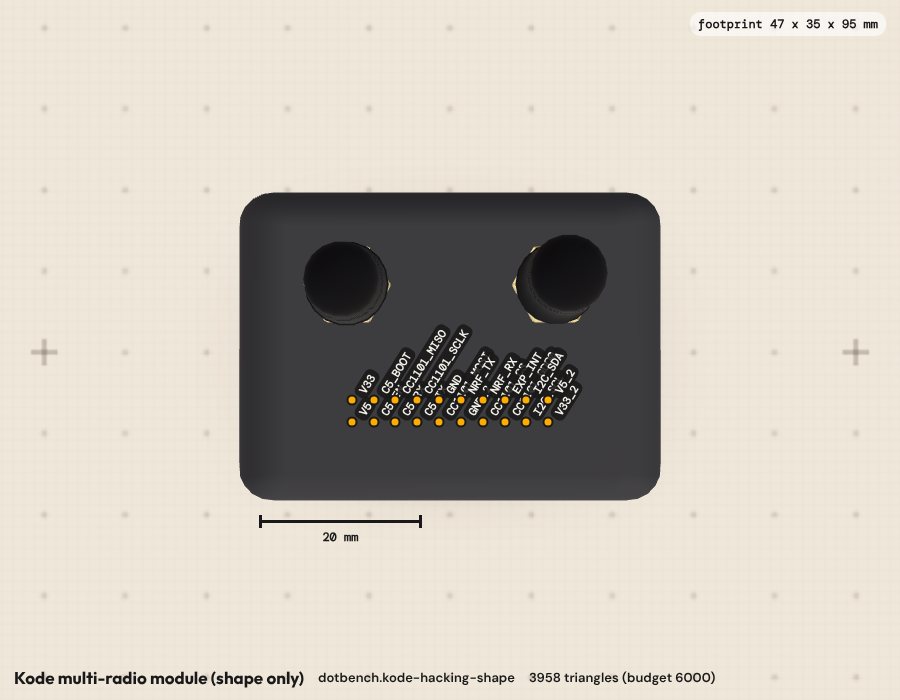 footprint 47 x 35 x 95 mm
CC1101_MISO
CC1101_SCLK
C5_BOOT
V33
GND
NRF_TX
NRF_RX
EXP_INT
I2C_SDA
V5_2
V5
V33_2
20 mm
Kode multi-radio module (shape only) dotbench.kode-hacking-shape 3958 triangles (budget 6000)